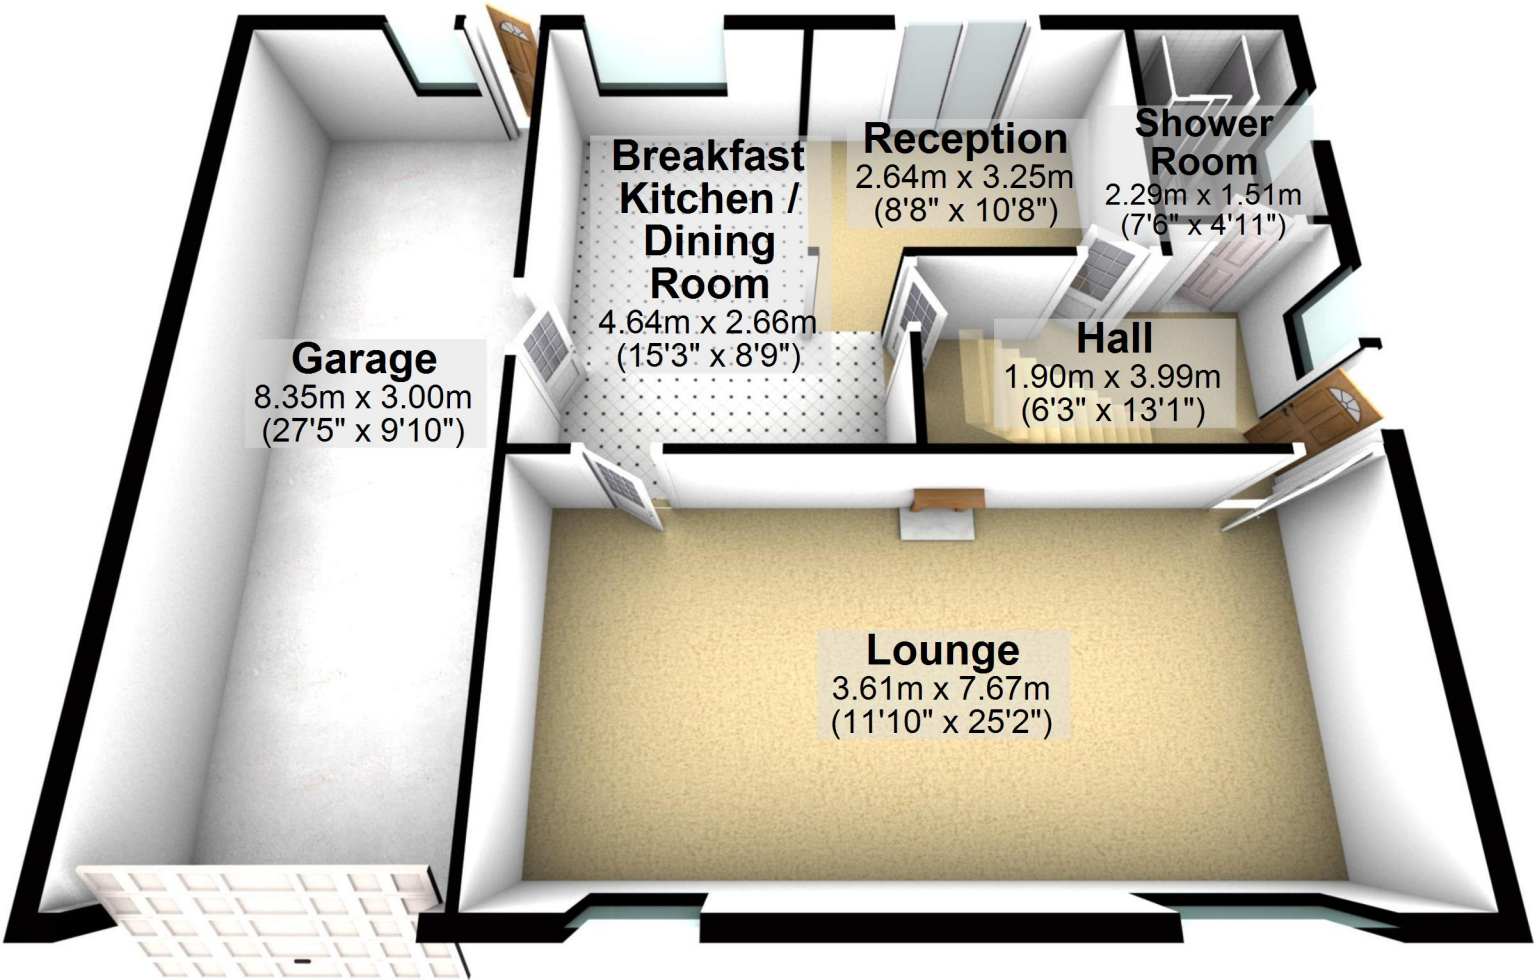 Garage
8.35m x 3.00m
(27'5" x 9'10")
Breakfast
Kitchen /
Dining
Room
4.64m x 2.66m
(15'3" x 8'9")
Reception
2.64m x 3.25m
(8'8" x 10'8")
Shower
Room
2.29m x 1.51m
(7'6" x 4'11")
Hall
1.90m x 3.99m
(6'3" x 13'1")
Lounge
3.61m x 7.67m
(11'10" x 25'2")